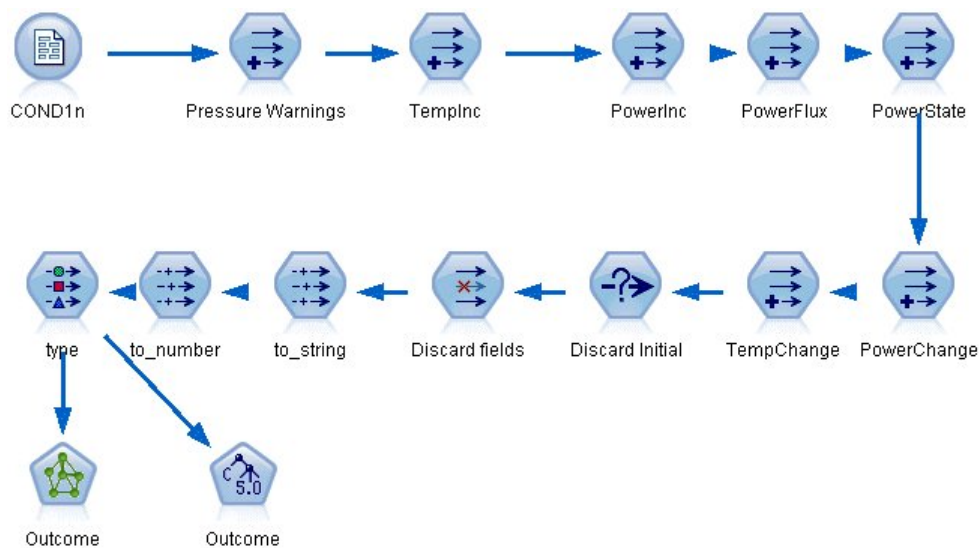 COND1n
Pressure Warnings
TempInc
PowerInc
PowerFlux
PowerState
type
to_number
to_string
Discard fields
Discard Initial
TempChange
PowerChange
C 5.0
Outcome
Outcome